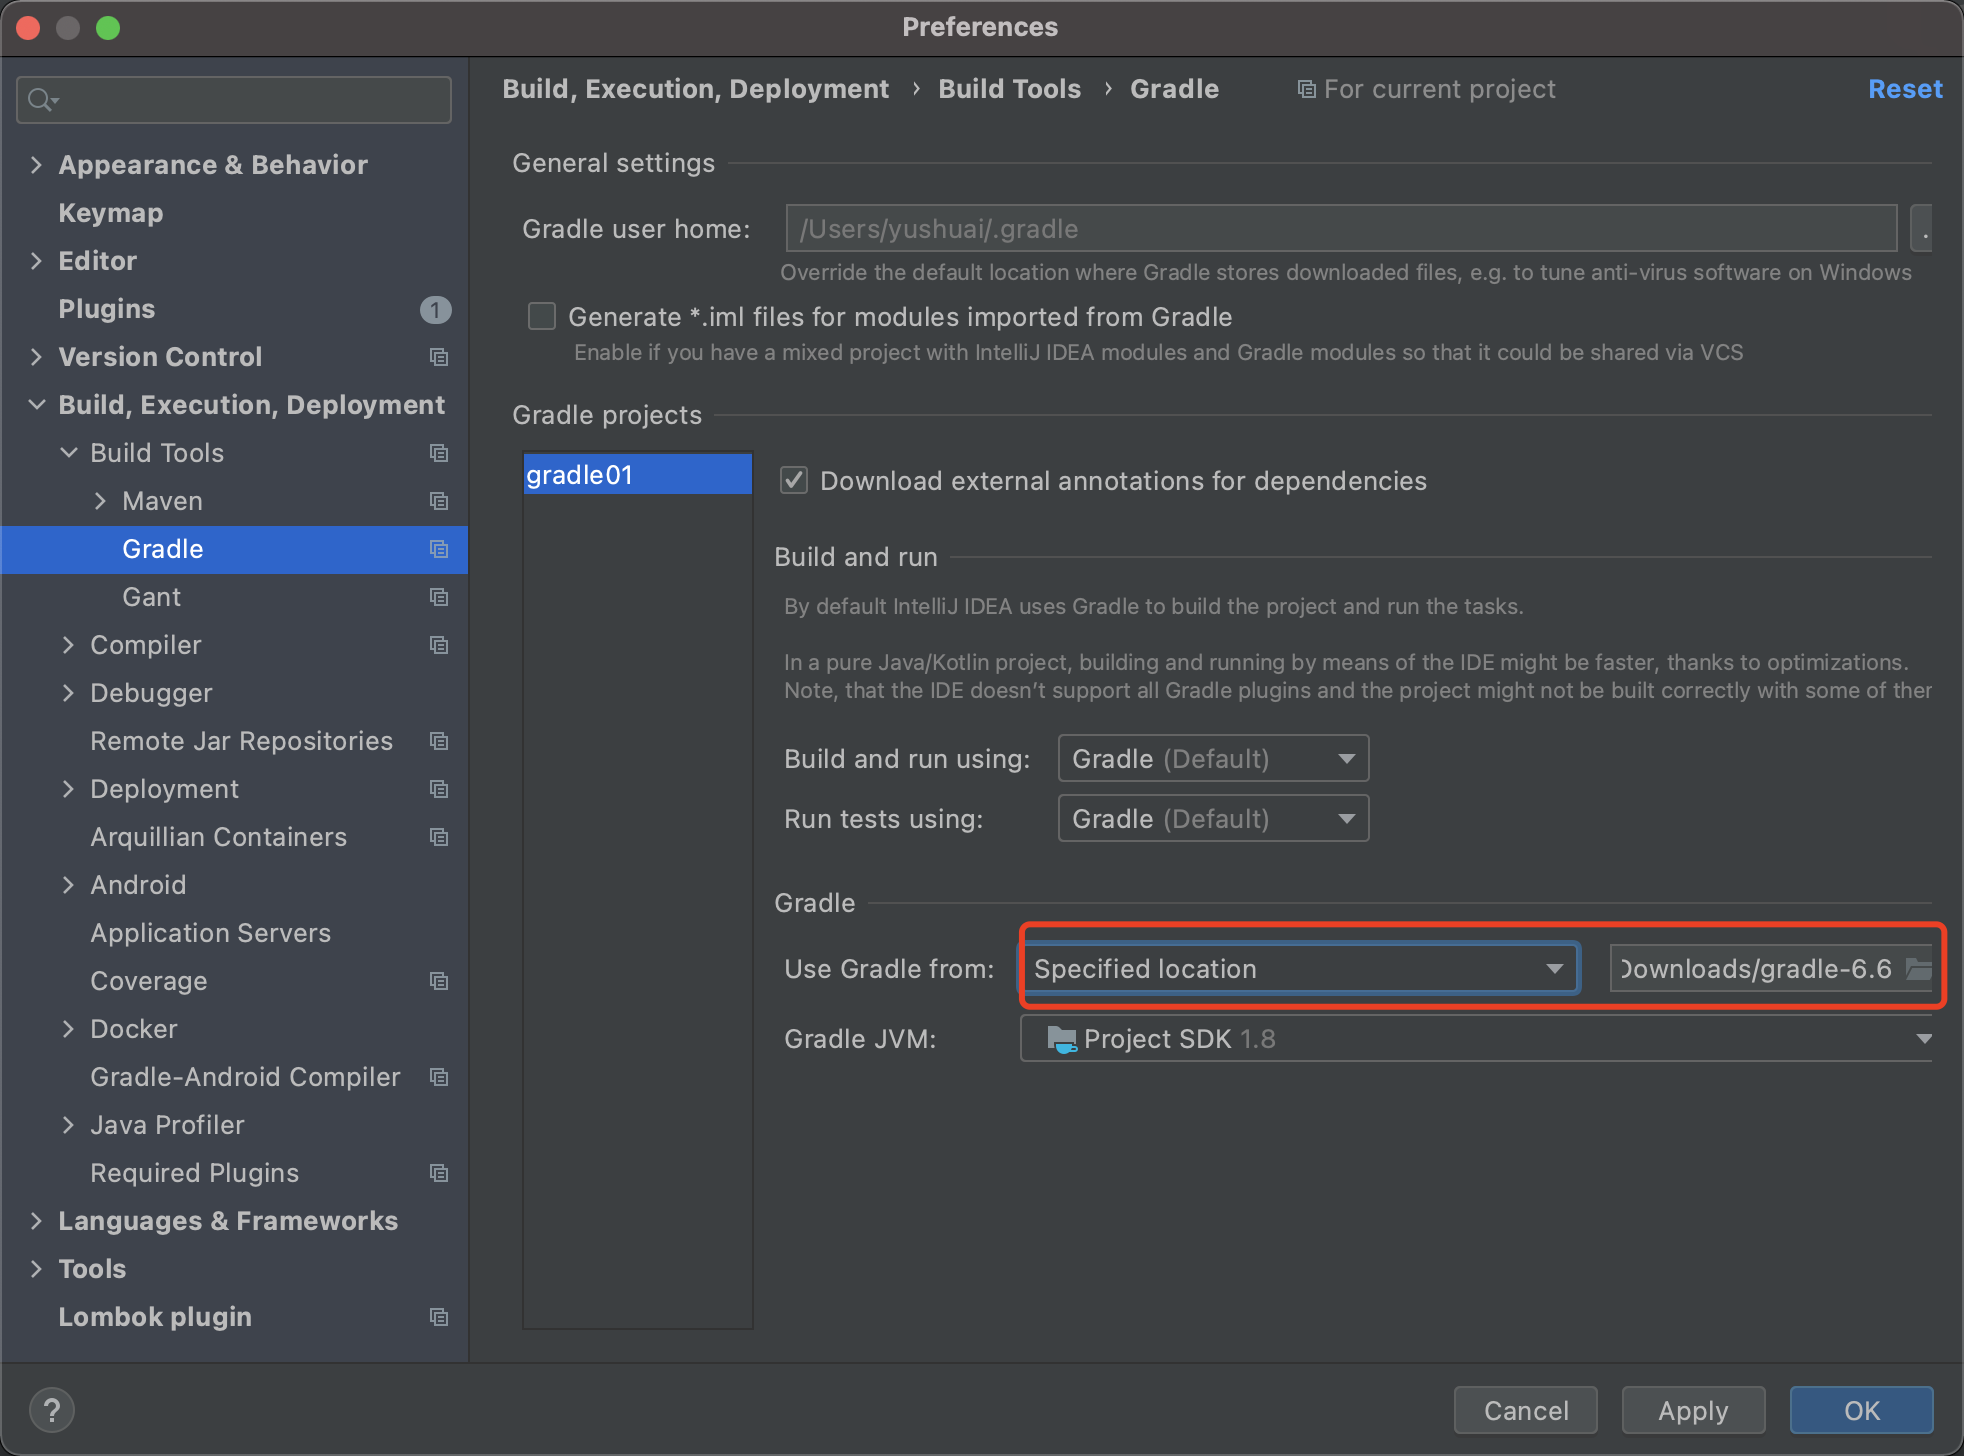 Preferences
Build, Execution, Deployment › Build Tools › Gradle For current project Reset
Appearance & Behavior
Keymap
Editor
Plugins 1
Version Control
Build, Execution, Deployment
Build Tools
Maven
Gradle
Gant
Compiler
Debugger
Remote Jar Repositories
Deployment
Arquillian Containers
Android
Application Servers
Coverage
Docker
Gradle-Android Compiler
Java Profiler
Required Plugins
Languages & Frameworks
Tools
Lombok plugin
General settings
Gradle user home: /Users/yushuai/.gradle .
Override the default location where Gradle stores downloaded files, e.g. to tune anti-virus software on Windows
Generate *.iml files for modules imported from Gradle
Enable if you have a mixed project with IntelliJ IDEA modules and Gradle modules so that it could be shared via VCS
Gradle projects
gradle01
Download external annotations for dependencies
Build and run
By default IntelliJ IDEA uses Gradle to build the project and run the tasks.
In a pure Java/Kotlin project, building and running by means of the IDE might be faster, thanks to optimizations.
Note, that the IDE doesn't support all Gradle plugins and the project might not be built correctly with some of
Build and run using: Gradle (Default)
Run tests using: Gradle (Default)
Gradle
Use Gradle from: Specified location Downloads/gradle-6.6
Gradle JVM: Project SDK 1.8
? Cancel Apply OK